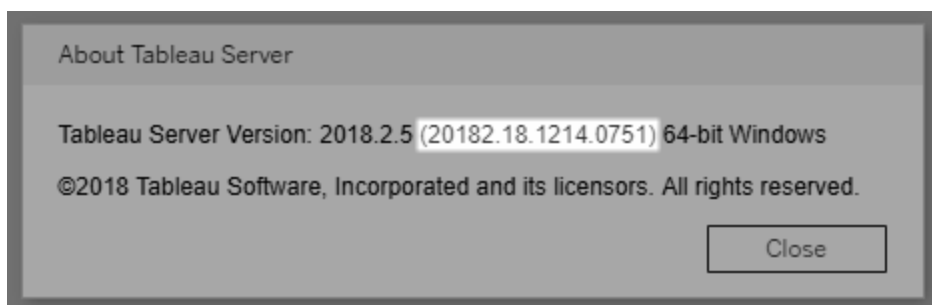 About Tableau Server
Tableau Server Version: 2018.2.5 (20182.18.1214.0751) 64-bit Windows
©2018 Tableau Software, Incorporated and its licensors. All rights reserved.
Close